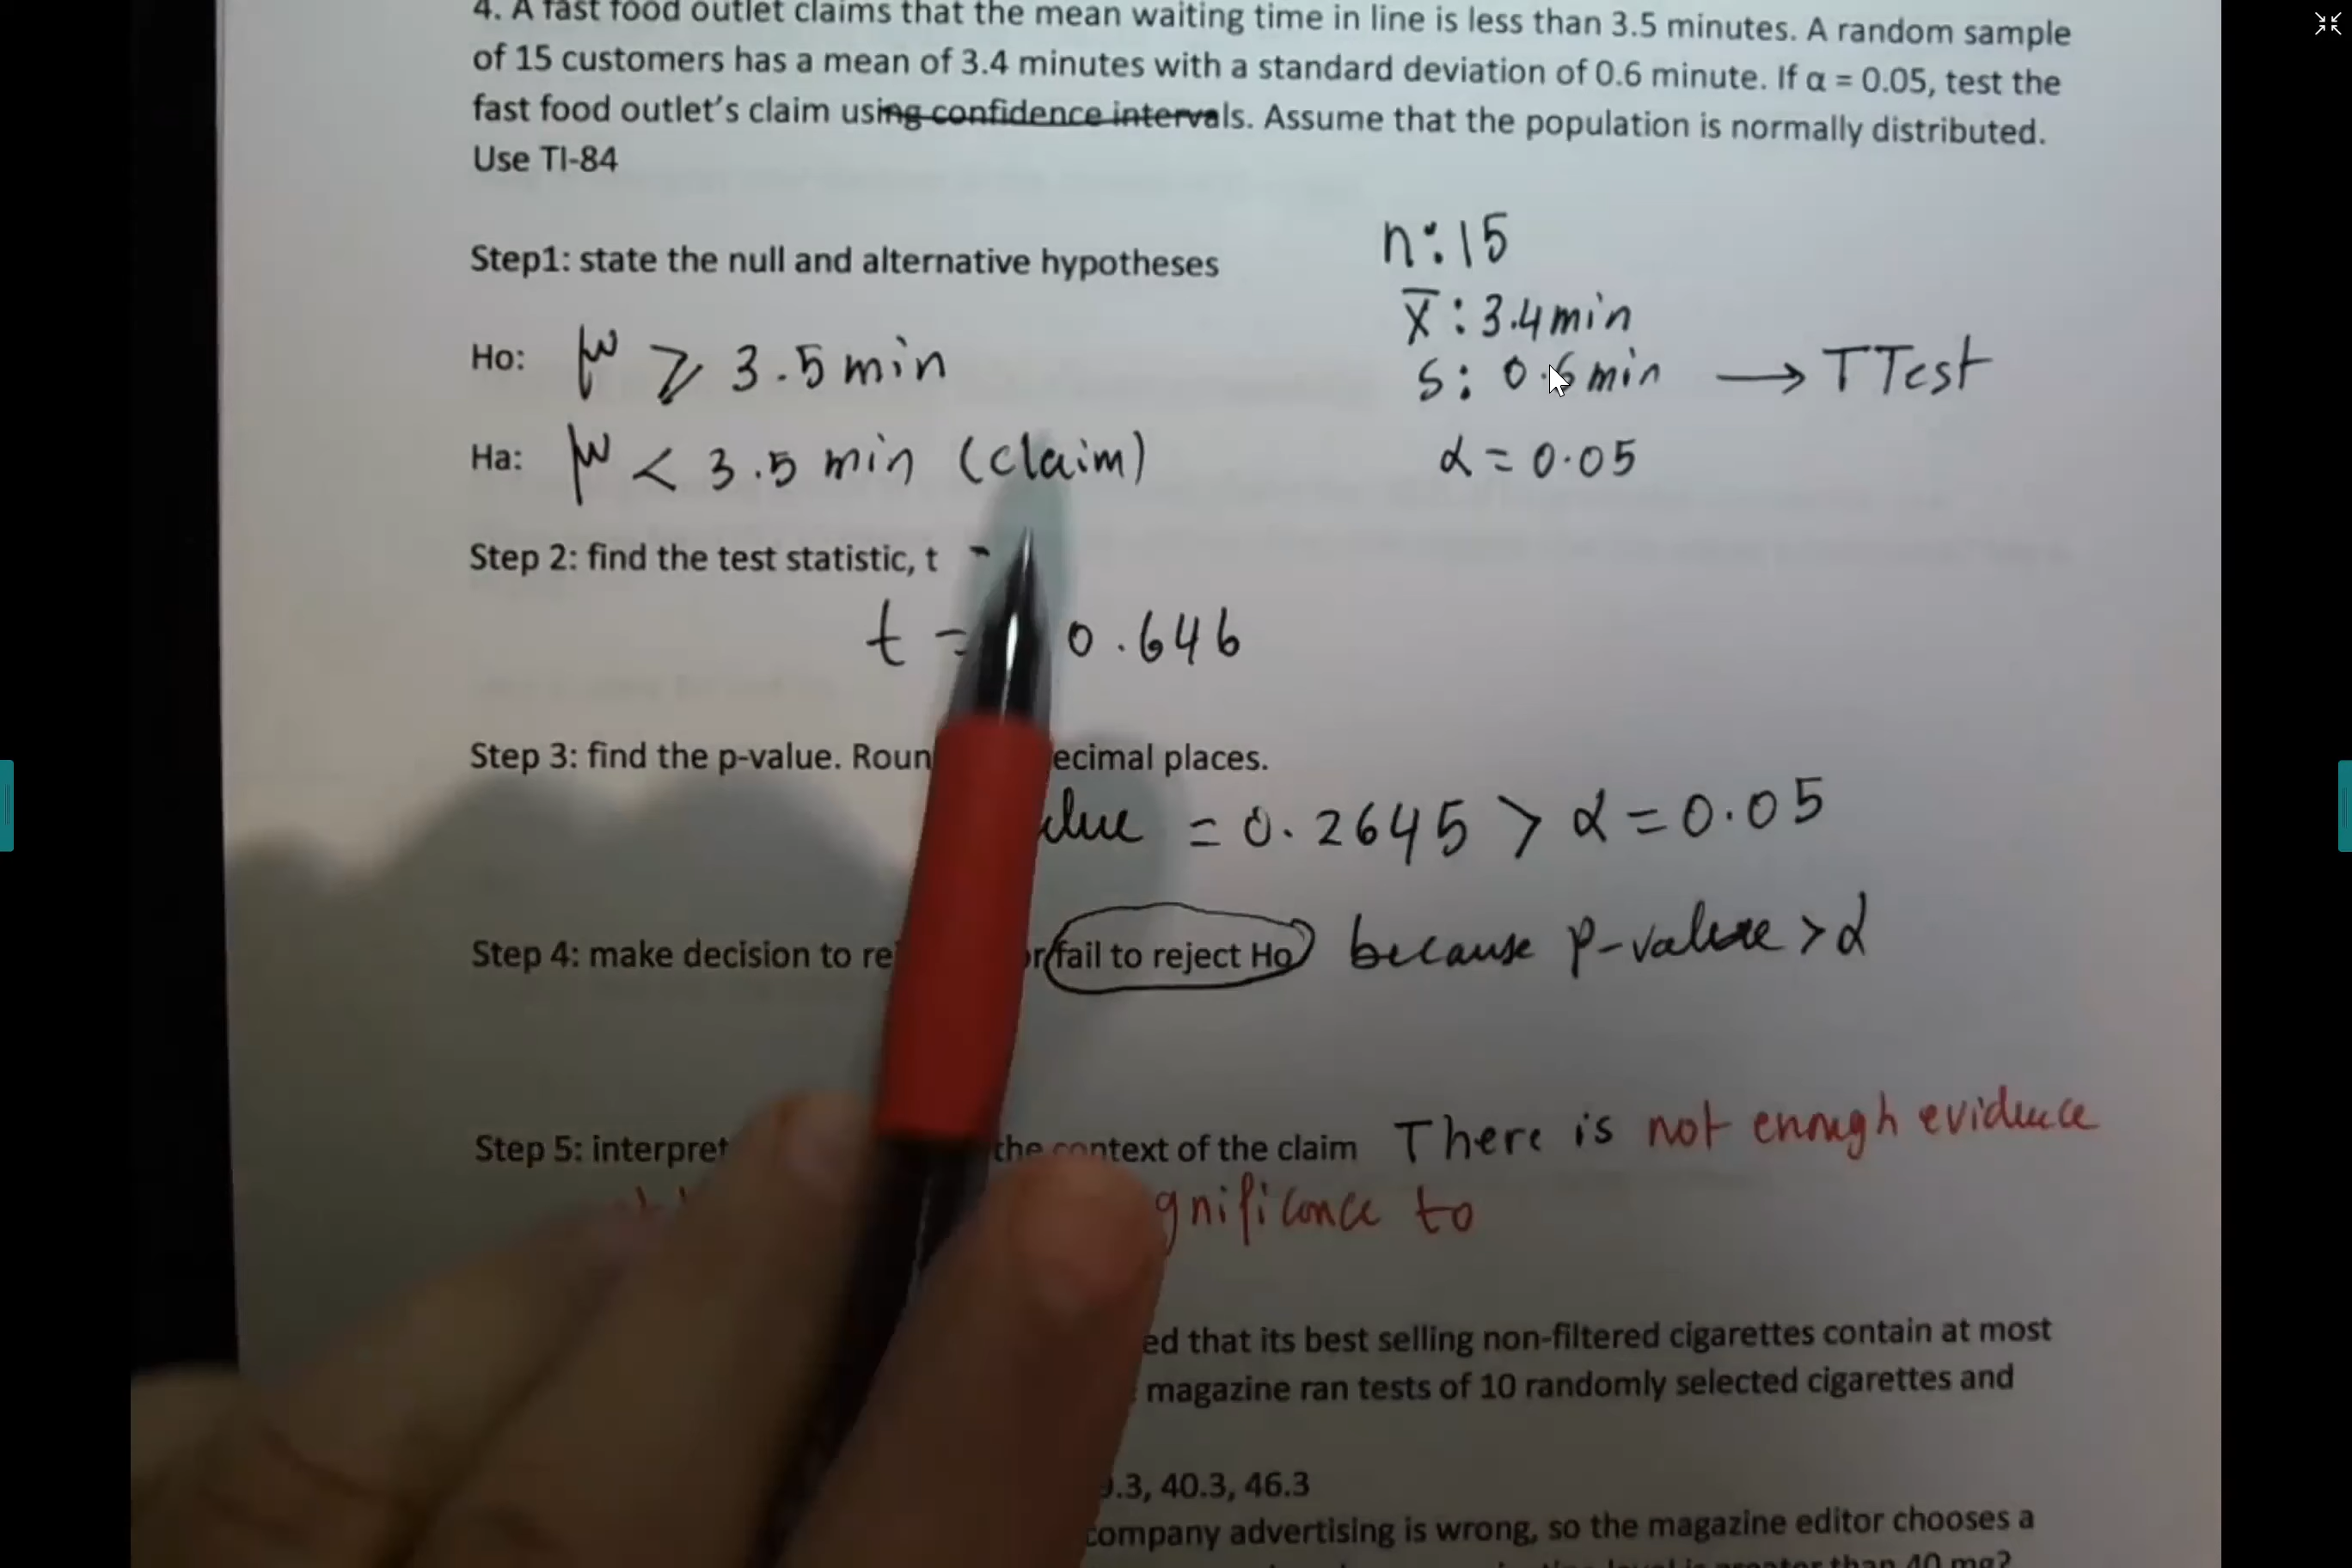 4. A fast food outlet claims that the mean waiting time in line is less than 3.5 minutes. A random sample
of 15 customers has a mean of 3.4 minutes with a standard deviation of 0.6 minute. If α = 0.05, test the
fast food outlet's claim using confidence intervals. Assume that the population is normally distributed.
Use TI-84
n: 15
Step1: state the null and alternative hypotheses
x̄ : 3.4 min
Ho: μ ≥ 3.5 min
s: 0.6 min → T Test
Ha: μ < 3.5 min (claim)
α = 0.05
Step 2: find the test statistic, t
t = 0.646
Step 3: find the p-value. decimal places.
= 0.2645 > α = 0.05
Step 4: make decision to fail to reject Ho because p-value > α
Step 5: interpret the context of the claim There is not enough evidence
to
that its best selling non-filtered cigarettes contain at most
magazine ran tests of 10 randomly selected cigarettes and
40.3, 46.3
company advertising is wrong, so the magazine editor chooses a